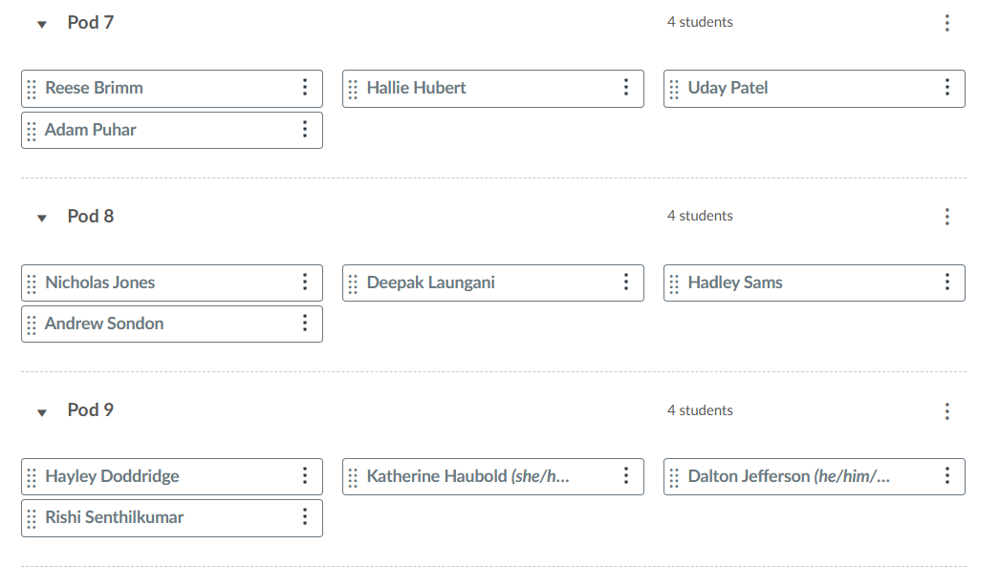 Pod 7 4 students
Reese Brimm Hallie Hubert Uday Patel
Adam Puhar
Pod 8 4 students
Nicholas Jones Deepak Laungani Hadley Sams
Andrew Sondon
Pod 9 4 students
Hayley Doddridge Katherine Haubold (she/h... Dalton Jefferson (he/him/...
Rishi Senthilkumar